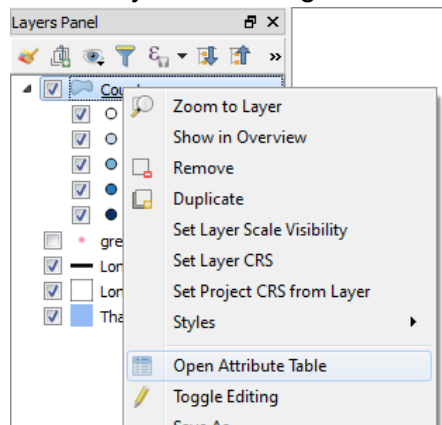 Layers Panel
Zoom to Layer
Show in Overview
gre
Remove
Duplicate
Set Layer Scale Visibility
Lon
Set Layer CRS
Lon
Set Project CRS from Layer
Tha
Styles
Open Attribute Table
Toggle Editing